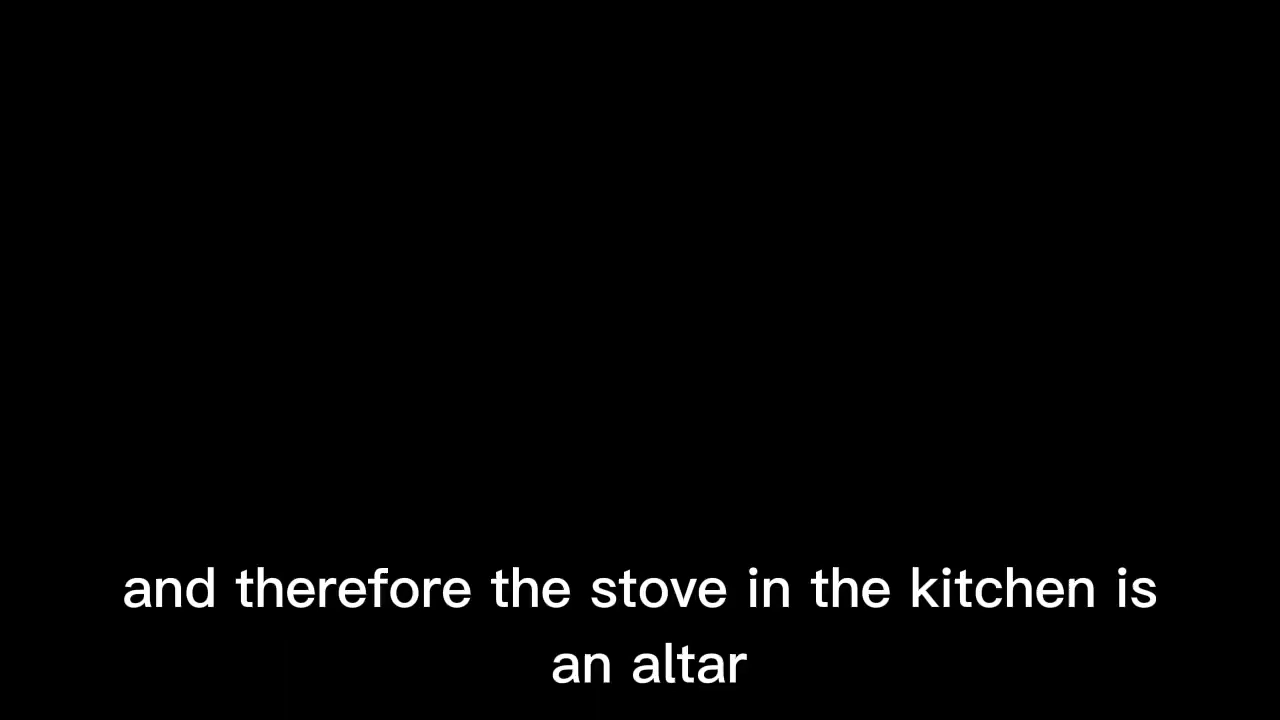 and therefore the stove in the kitchen is
an altar